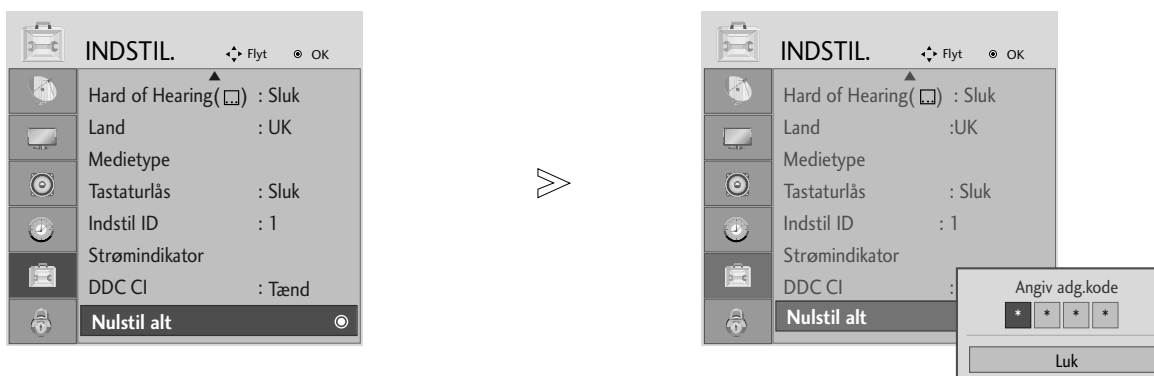 INDSTIL. Flyt OK
Hard of Hearing( ) : Sluk
Land : UK
Medietype
Tastaturlås : Sluk
Indstil ID : 1
Strømindikator
DDC CI : Tænd
Nulstil alt
INDSTIL. Flyt OK
Hard of Hearing( ) : Sluk
Land :UK
Medietype
Tastaturlås : Sluk
Indstil ID : 1
Strømindikator
DDC CI :
Nulstil alt
Angiv adg.kode
* * * *
Luk